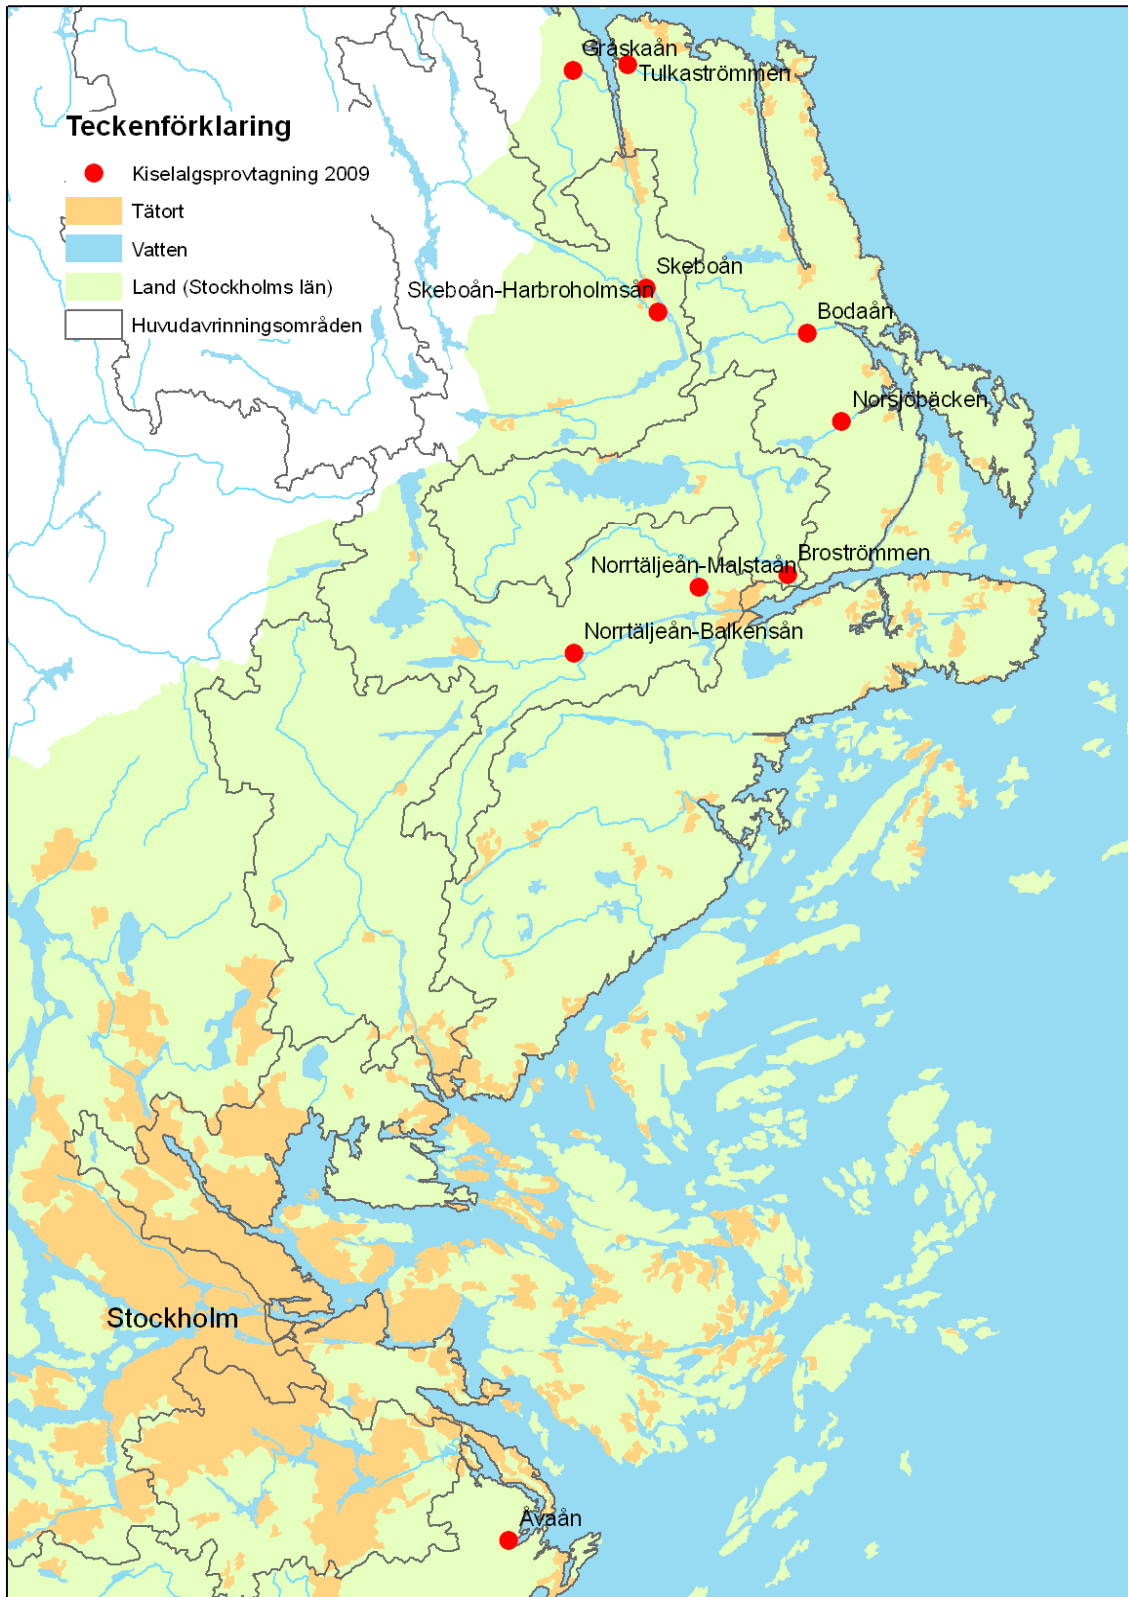 Gråskaån
Tulkaströmmen
Teckenförklaring
Kiselalgsprovtagning 2009
Tätort
Vatten
Land (Stockholms län)
Huvudavrinningsområden
Skeboån
Skeboån-Harbroholmsån
Bodaån
Norsjöbäcken
Broströmmen
Norrtäljeån-Malstaån
Norrtäljeån-Balkensån
Stockholm
Åvaån